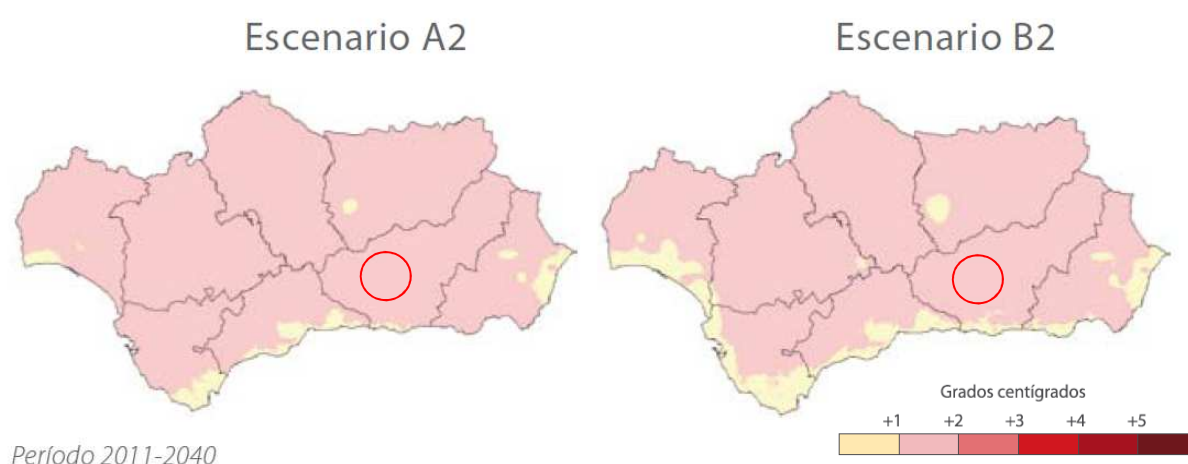 Escenario A2
Escenario B2
Grados centígrados
+1 +2 +3 +4 +5
Período 2011-2040